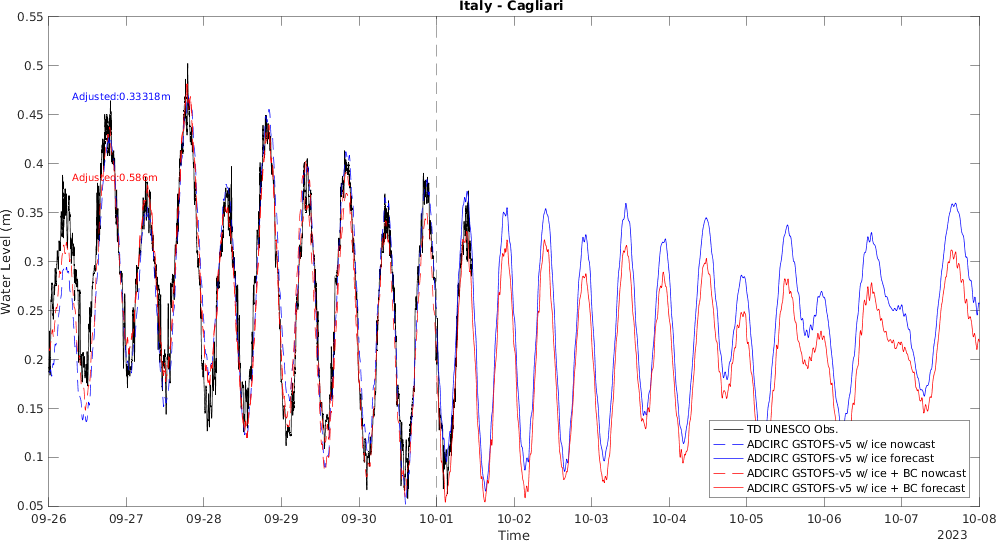 Italy - Cagliari
0.55
0.5
0.45
0.4
0.35
0.3
0.25
0.2
0.15
0.1
0.05
Water Level (m)
Adjusted:0.33318m
Adjusted:0.586m
TD UNESCO Obs.
ADCIRC GSTOFS-v5 w/ ice nowcast
ADCIRC GSTOFS-v5 w/ ice forecast
ADCIRC GSTOFS-v5 w/ ice + BC nowcast
ADCIRC GSTOFS-v5 w/ ice + BC forecast
09-26 09-27 09-28 09-29 09-30 10-01 10-02 10-03 10-04 10-05 10-06 10-07 10-08
Time
2023